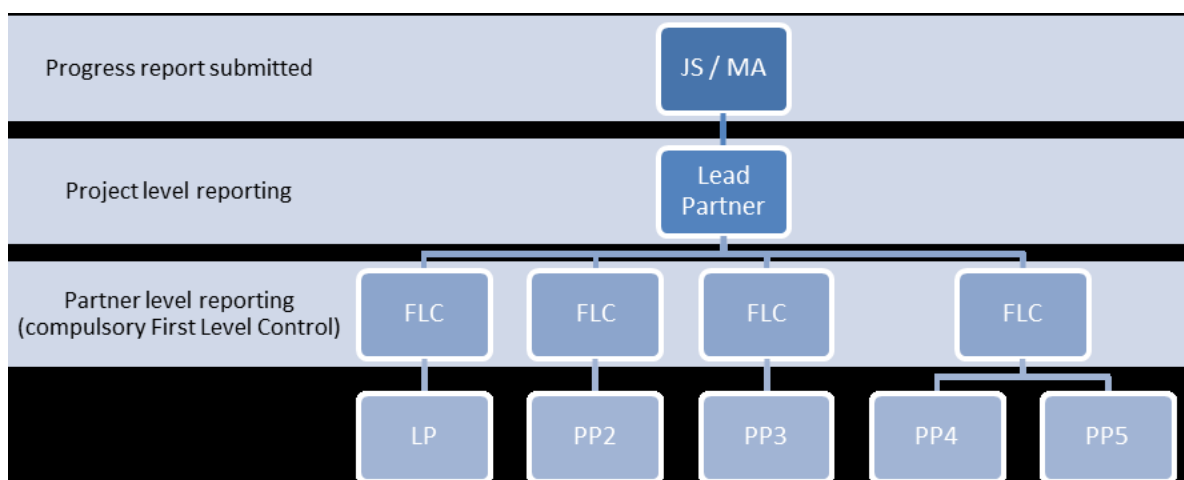 Progress report submitted
JS / MA
Project level reporting
Lead
Partner
Partner level reporting
(compulsory First Level Control)
FLC
FLC
FLC
FLC
LP
PP2
PP3
PP4
PP5